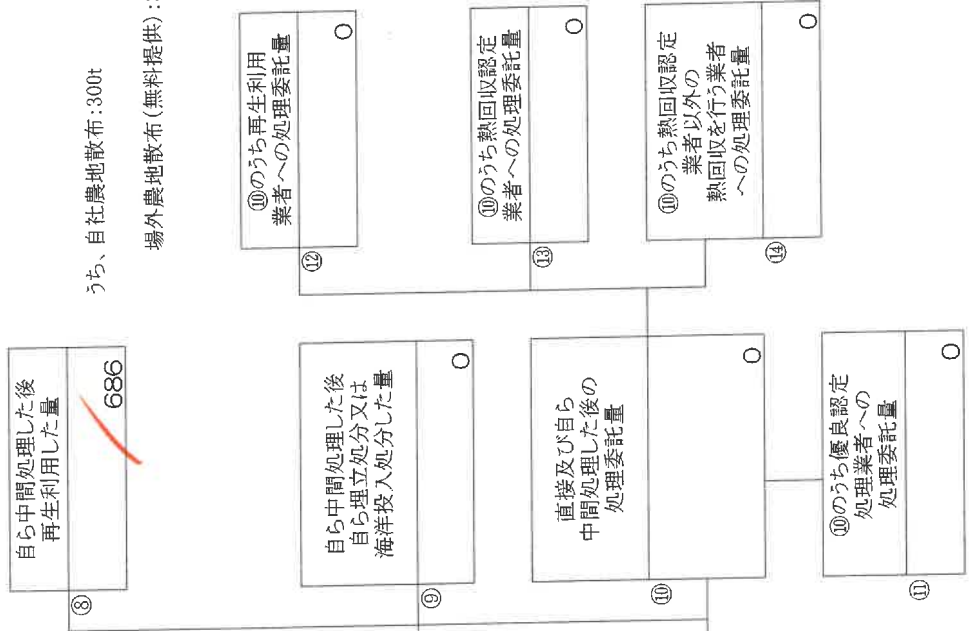 ⑧
自ら中間処理した後
再生利用した量
686
うち、自社農地散布:300t
場外農地散布(無料提供):
⑨
自ら中間処理した後
自ら埋立処分又は
海洋投入処分した量
0
⑩
直接及び自ら
中間処理した後の
処理委託量
0
⑪
⑩のうち優良認定
処理業者への
処理委託量
0
⑫
⑩のうち再生利用
業者への処理委託量
0
⑬
⑩のうち熱回収認定
業者への処理委託量
0
⑭
⑩のうち熱回収認定
業者以外の
熱回収を行う業者
への処理委託量
0